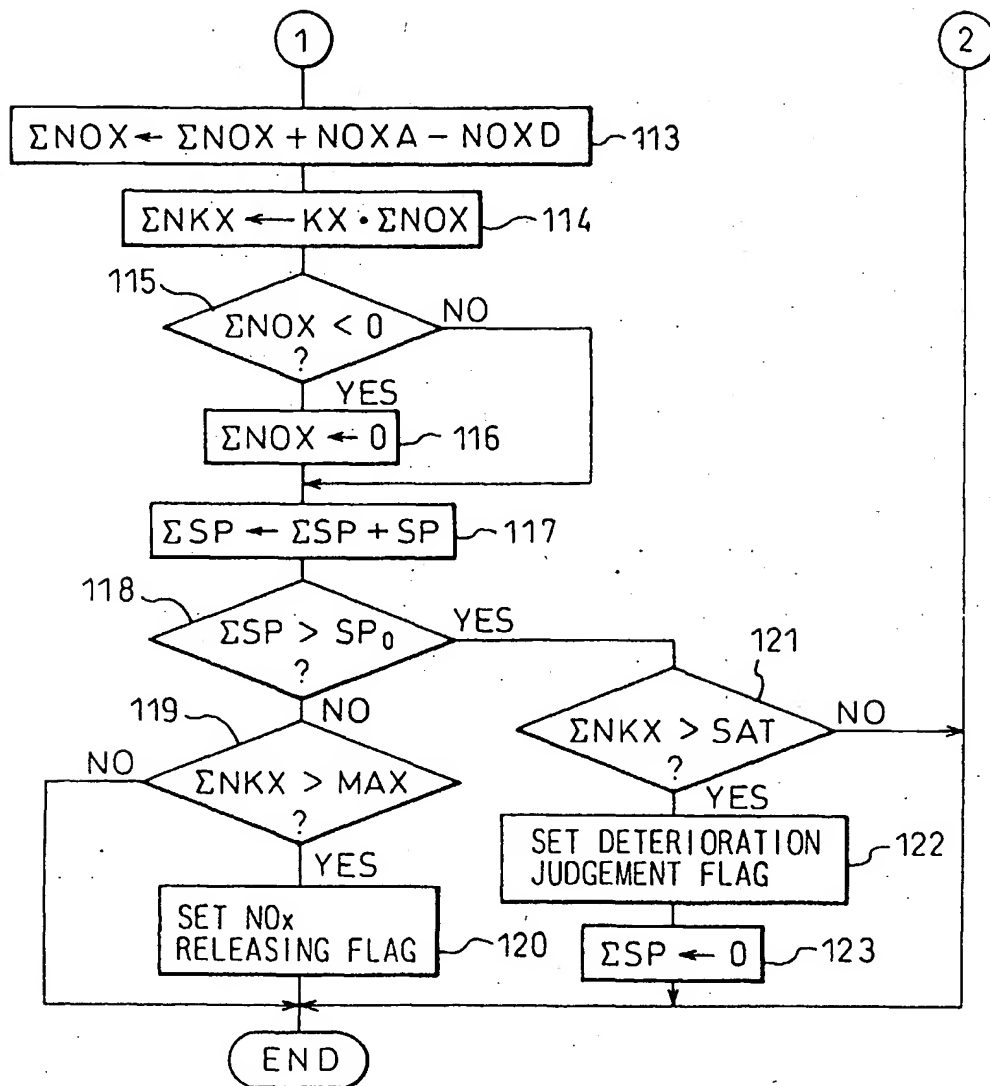 1
2
ΣNOX ← ΣNOX + NOXA − NOXD
113
ΣNKX ← KX • ΣNOX
114
115
ΣNOX < 0
?
NO
YES
ΣNOX ← 0
116
ΣSP ← ΣSP + SP
117
118
ΣSP > SP₀
?
YES
NO
121
ΣNKX > SAT
?
NO
YES
119
NO
ΣNKX > MAX
?
YES
SET DETERIORATION
JUDGEMENT FLAG
122
SET NOx
RELEASING FLAG
120
ΣSP ← 0
123
END